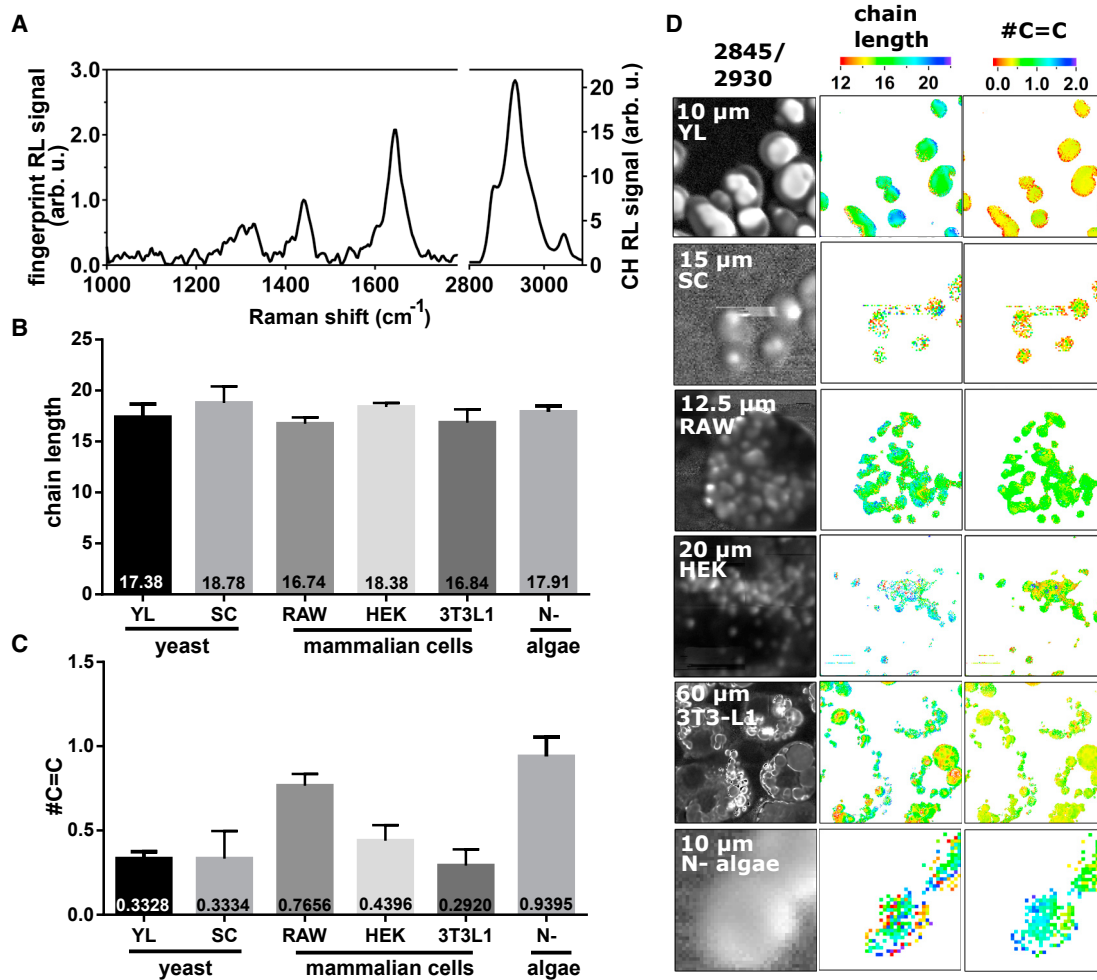 A
fingerprint RL signal
(arb. u.)
3.0
2.0
1.0
0.0
20
15
10
5
0
CH RL signal (arb. u.)
1000 1200 1400 1600 2800 3000
Raman shift (cm-1)
B
chain length
25
20
15
10
5
0
17.38 18.78 16.74 18.38 16.84 17.91
YL SC RAW HEK 3T3L1 N-
yeast mammalian cells algae
C
#C=C
1.5
1.0
0.5
0.0
0.3328 0.3334 0.7656 0.4396 0.2920 0.9395
YL SC RAW HEK 3T3L1 N-
yeast mammalian cells algae
D
2845/
2930
chain
length
12 16 20
#C=C
0.0 1.0 2.0
10 µm
YL
15 µm
SC
12.5 µm
RAW
20 µm
HEK
60 µm
3T3-L1
10 µm
N- algae